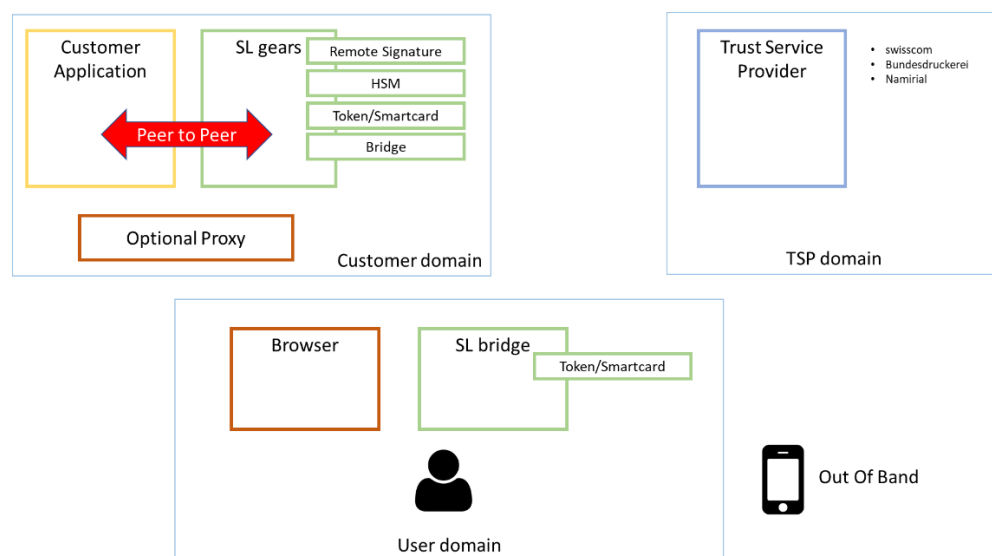 Customer
Application
SL gears
Remote Signature
HSM
Token/Smartcard
Bridge
Peer to Peer
Optional Proxy
Customer domain
Trust Service
Provider
• swisscom
• Bundesdruckerei
• Namirial
TSP domain
Browser
SL bridge
Token/Smartcard
User domain
Out Of Band